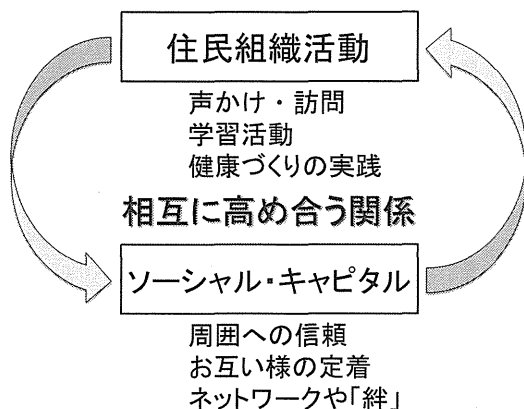 住民組織活動
声かけ・訪問
学習活動
健康づくりの実践
相互に高め合う関係
ソーシャル・キャピタル
周囲への信頼
お互い様の定着
ネットワークや「絆」